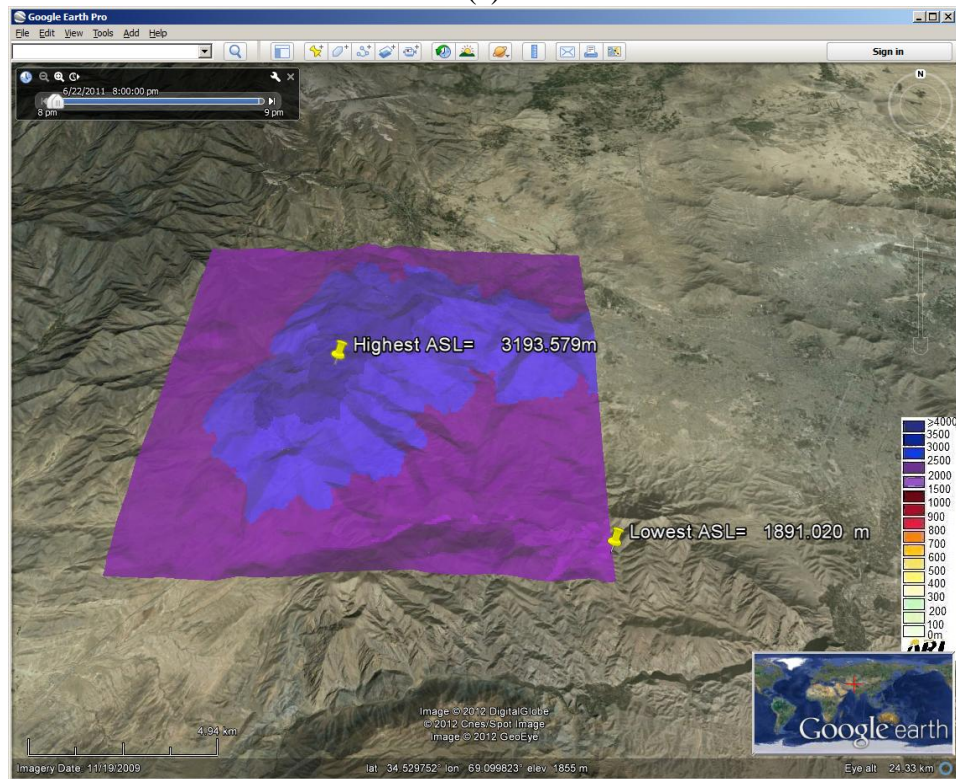 Google Earth Pro
File Edit View Tools Add Help
Sign in
6/22/2011 8:00:00 pm
8 pm 9 pm
N
Highest ASL= 3193.579m
Lowest ASL= 1891.020 m
≥4000
3500
3000
2500
2000
1500
1000
900
800
700
600
500
400
300
200
100
0m
ARL
Image © 2012 DigitalGlobe
© 2012 Cnes/Spot Image
Image © 2012 GeoEye
Google earth
4.94 km
Imagery Date 11/19/2009 lat 34.529752° lon 69.099823° elev 1855 m Eye alt 24.33 km